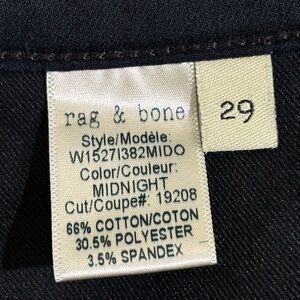 rag & bone
Style/Modèle:
W1527I382MIDO
Color/Couleur:
MIDNIGHT
Cut/Coupe#: 19208
66% COTTON/COTON
30.5% POLYESTER
3.5% SPANDEX
29